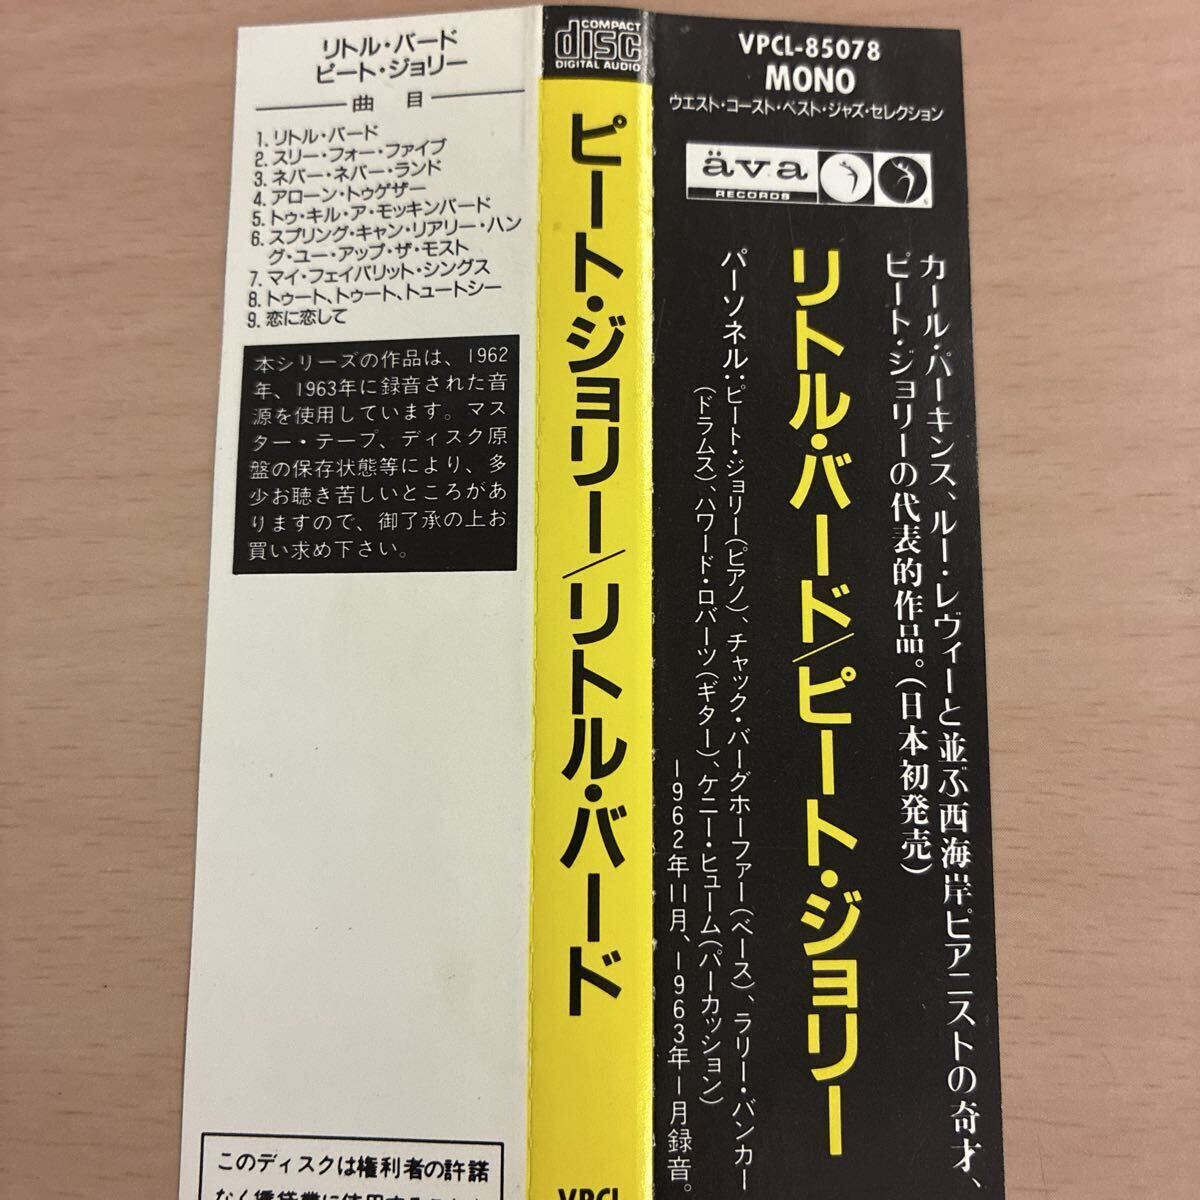 リトル・バード
ピート・ジョリー
曲 目
1. リトル・バード
2. スリー・フォー・ファイブ
3. ネバー・ネバー・ランド
4. アローン・トゥゲザー
5. トゥ・キル・ア・モッキンバード
6. スプリング・キャン・リアリー・ハン
グ・ユー・アップ・ザ・モスト
7. マイ・フェイバリット・シングス
8. トゥート、トゥート、トュートシー
9. 恋に恋して
本シリーズの作品は、1962
年、1963年に録音された音
源を使用しています。マス
ター・テープ、ディスク原
盤の保存状態等により、多
少お聴き苦しいところがあ
りますので、御了承の上お
買い求め下さい。
このディスクは権利者の許諾
COMPACT
disc
DIGITAL AUDIO
ピート・ジョリー/リトル・バード
VPCL-
VPCL-85078
MONO
ウエスト・コースト・ベスト・ジャズ・セレクション
äva
RECORDS
カール・パーキンス、ルー・レヴィーと並ぶ西海岸ピアニストの奇才、
ピート・ジョリーの代表的作品。(日本初発売)
リトル・バード/ピート・ジョリー
パーソネル:ピート・ジョリー(ピアノ)、チャック・バーグホーファー(ベース)、ラリー・バンカー
(ドラムス)、ハワード・ロバーツ(ギター)、ケニー・ヒューム(パーカッション)
1962年11月、1963年1月録音。